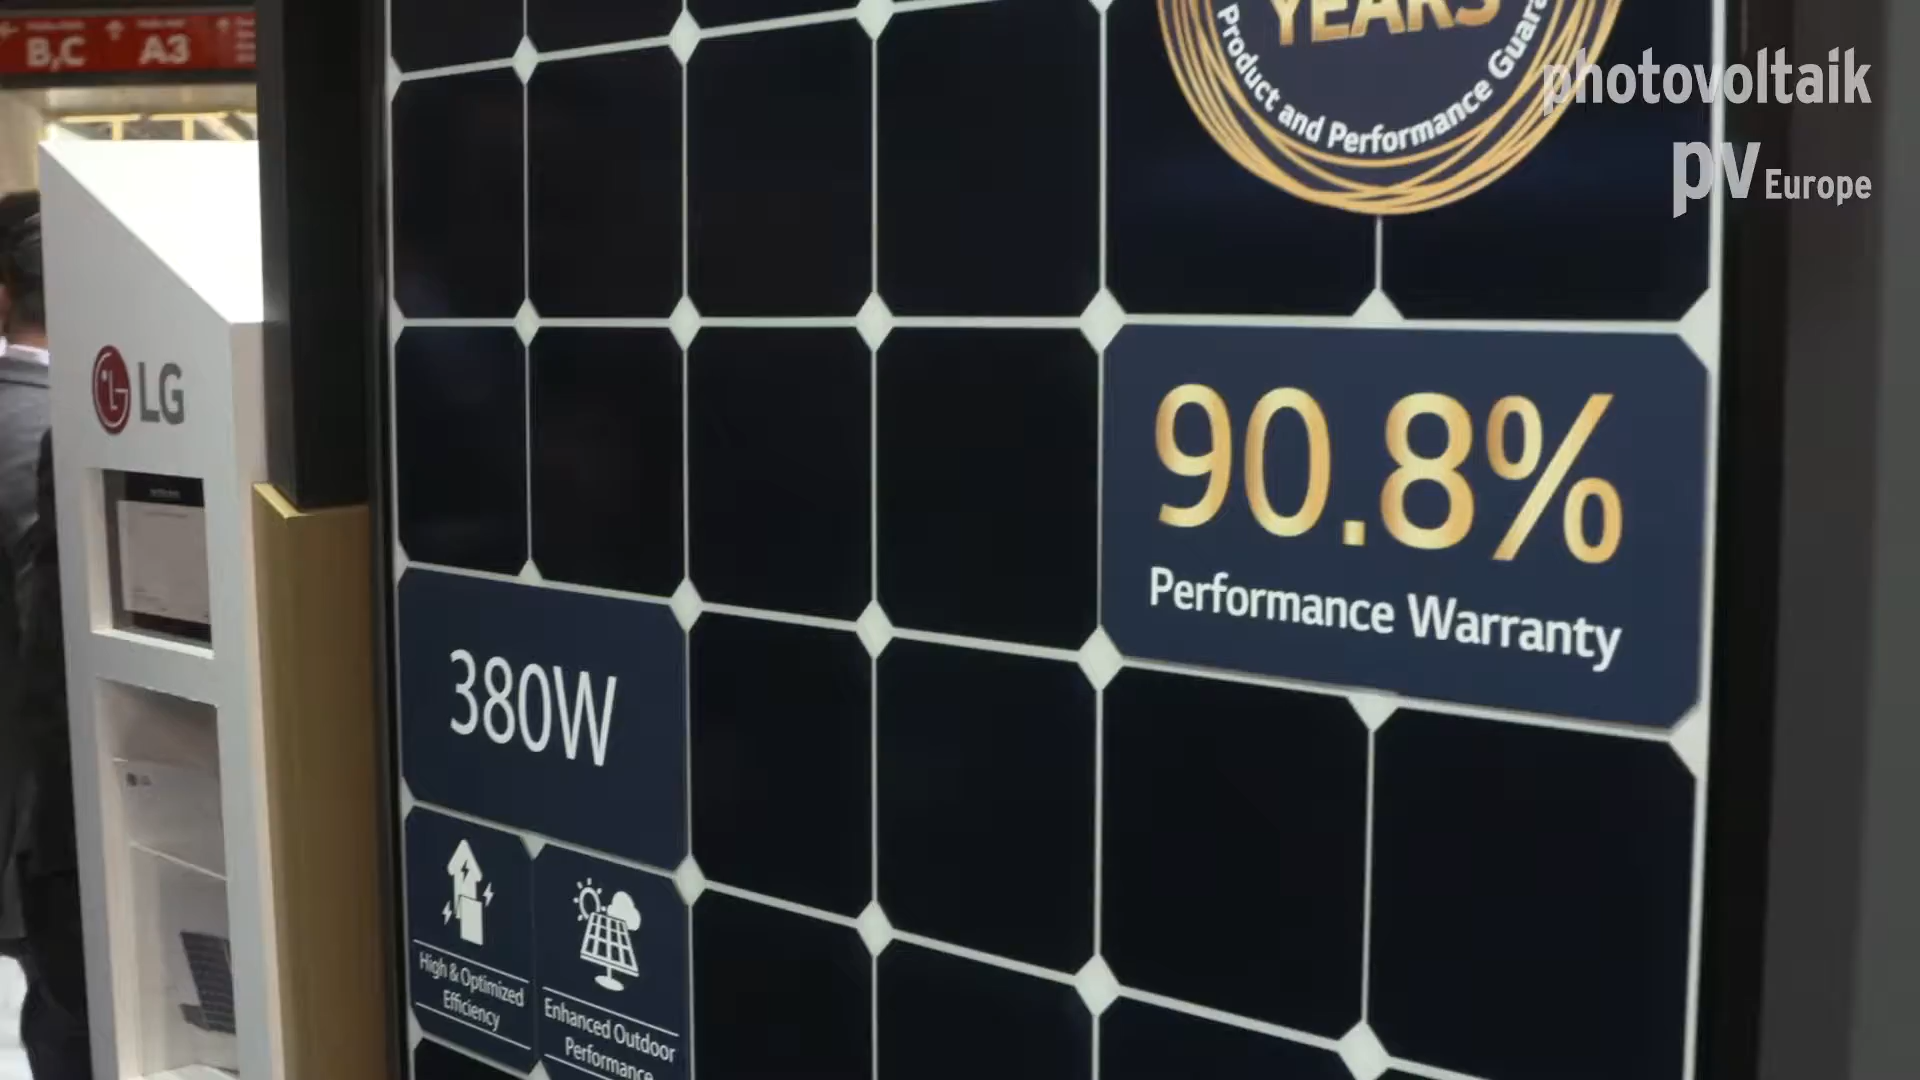 B,C
A3
YEARS
Product and Performance
photovoltaik
pv Europe
LG
90.8%
Performance Warranty
380W
High & Optimized
Efficiency
Enhanced Outdoor
Performance